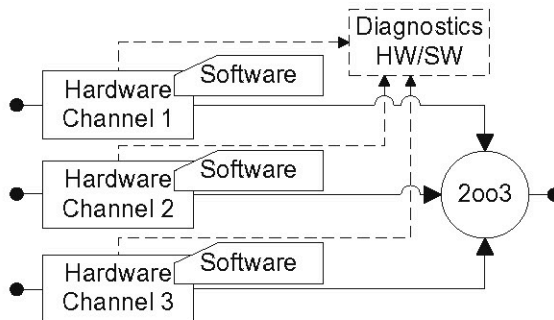 Diagnostics
HW/SW
Software
Hardware
Channel 1
Software
Hardware
Channel 2
2oo3
Software
Hardware
Channel 3